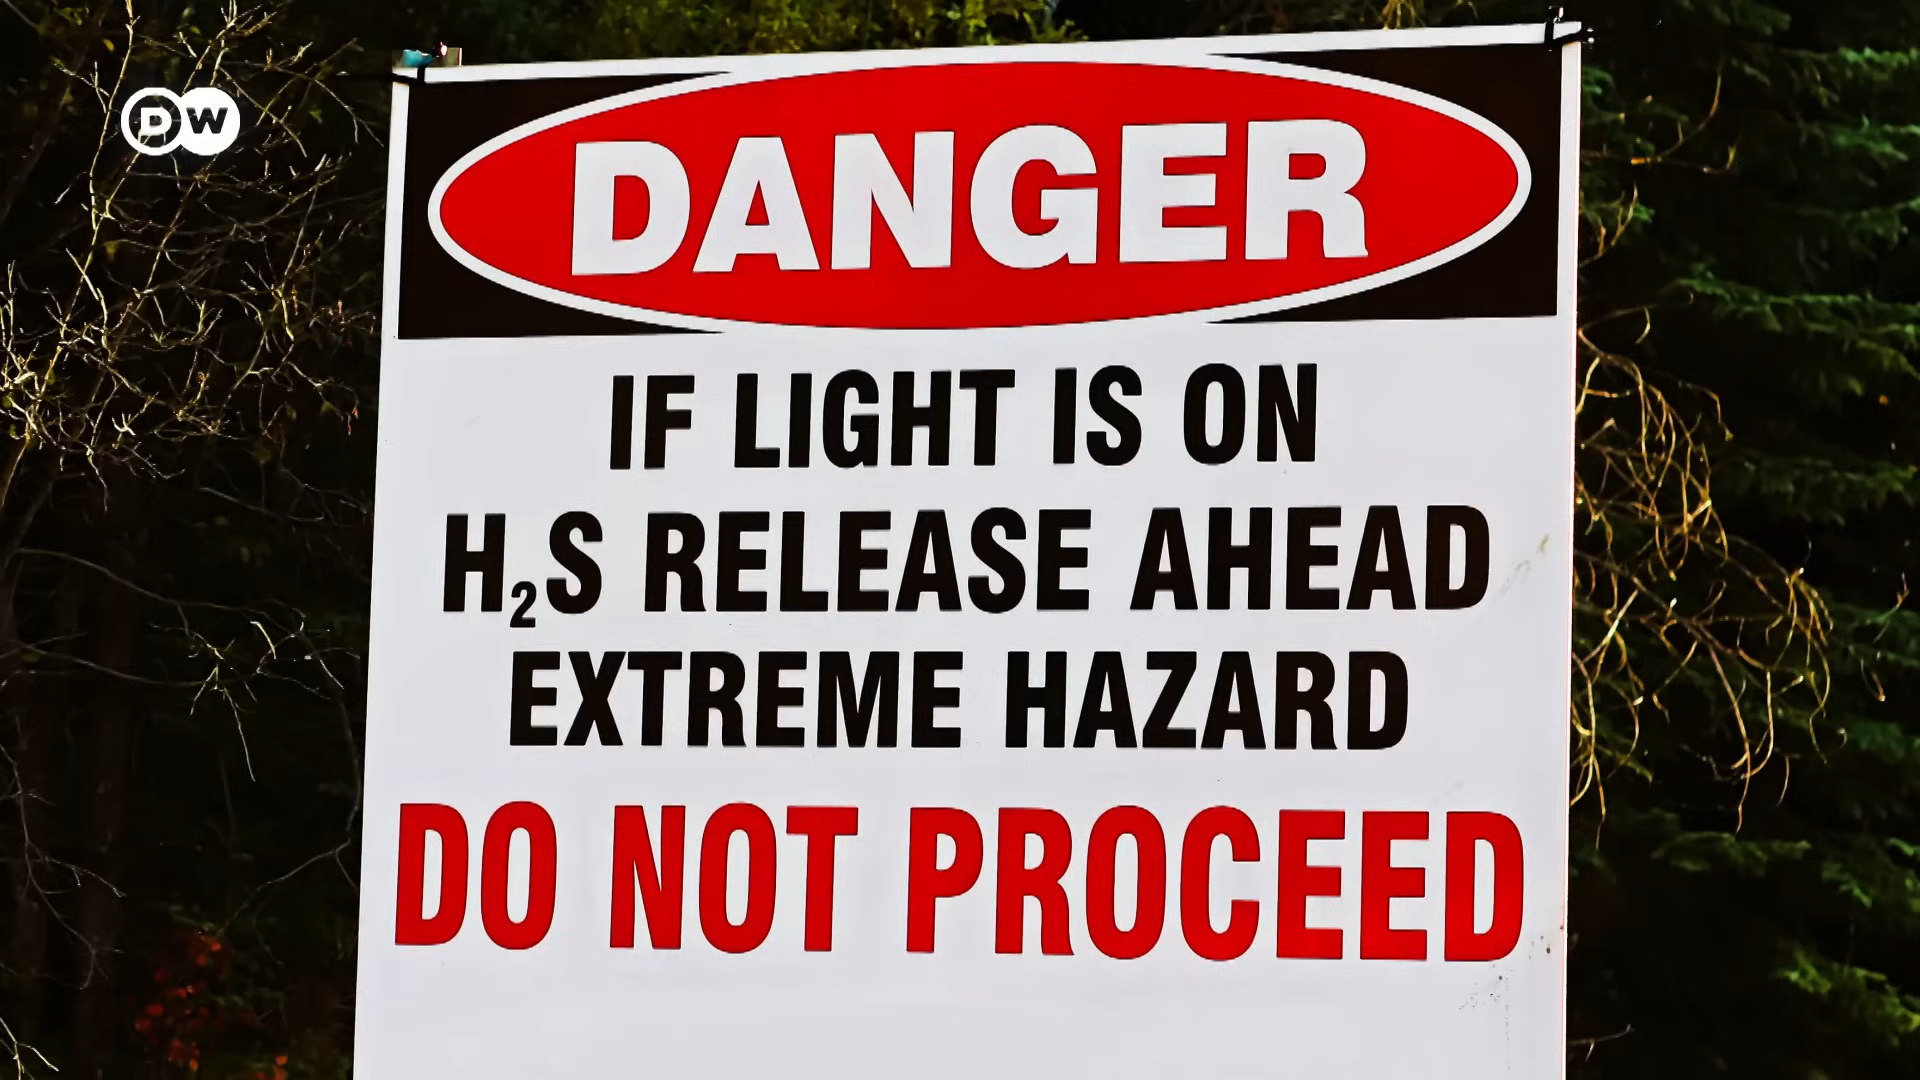 DW
DANGER
IF LIGHT IS ON
H₂S RELEASE AHEAD
EXTREME HAZARD
DO NOT PROCEED